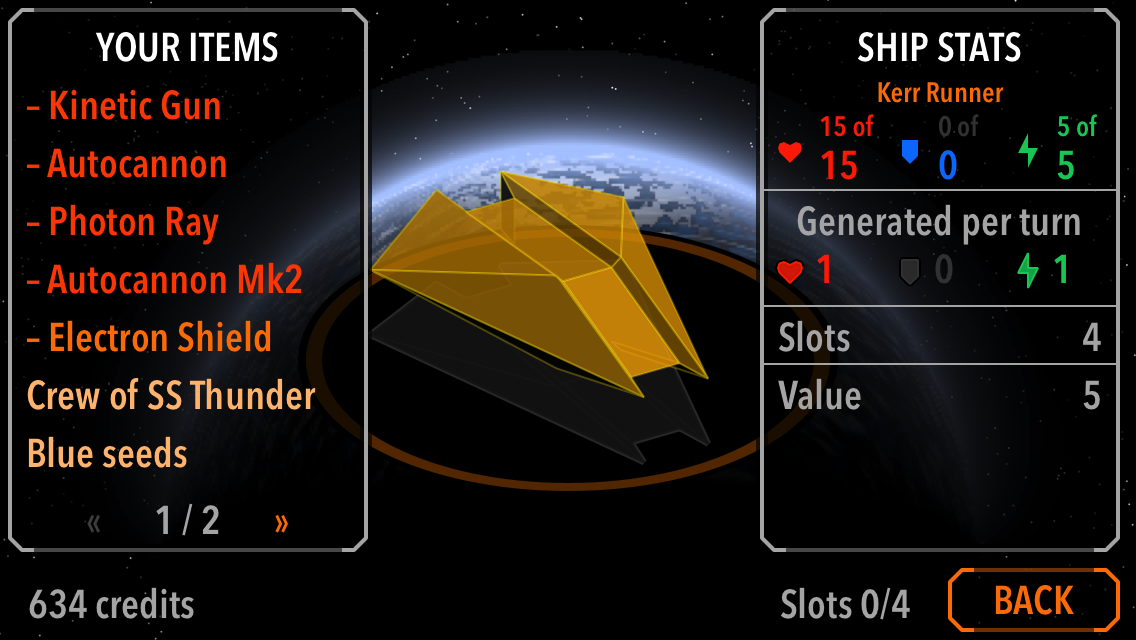 YOUR ITEMS
– Kinetic Gun
– Autocannon
– Photon Ray
– Autocannon Mk2
– Electron Shield
Crew of SS Thunder
Blue seeds
« 1 / 2 »
634 credits
SHIP STATS
Kerr Runner
15 of 0 of 5 of
15 0 5
Generated per turn
1 0 1
Slots 4
Value 5
Slots 0/4
BACK